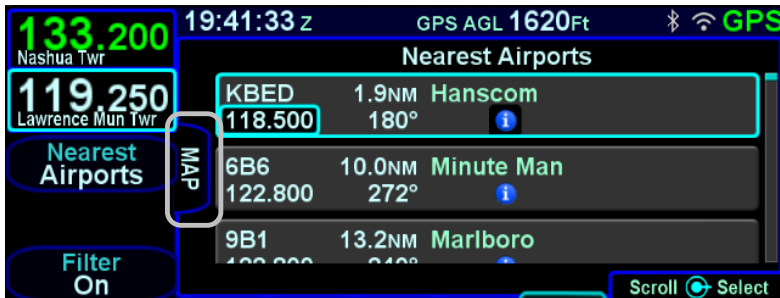 133.200
Nashua Twr
119.250
Lawrence Mun Twr
Nearest
Airports
Filter
On
MAP
19:41:33 Z GPS AGL 1620FT GPS
Nearest Airports
KBED 1.9NM Hanscom
118.500 180° i
6B6 10.0NM Minute Man
122.800 272° i
9B1 13.2NM Marlboro
Scroll Select